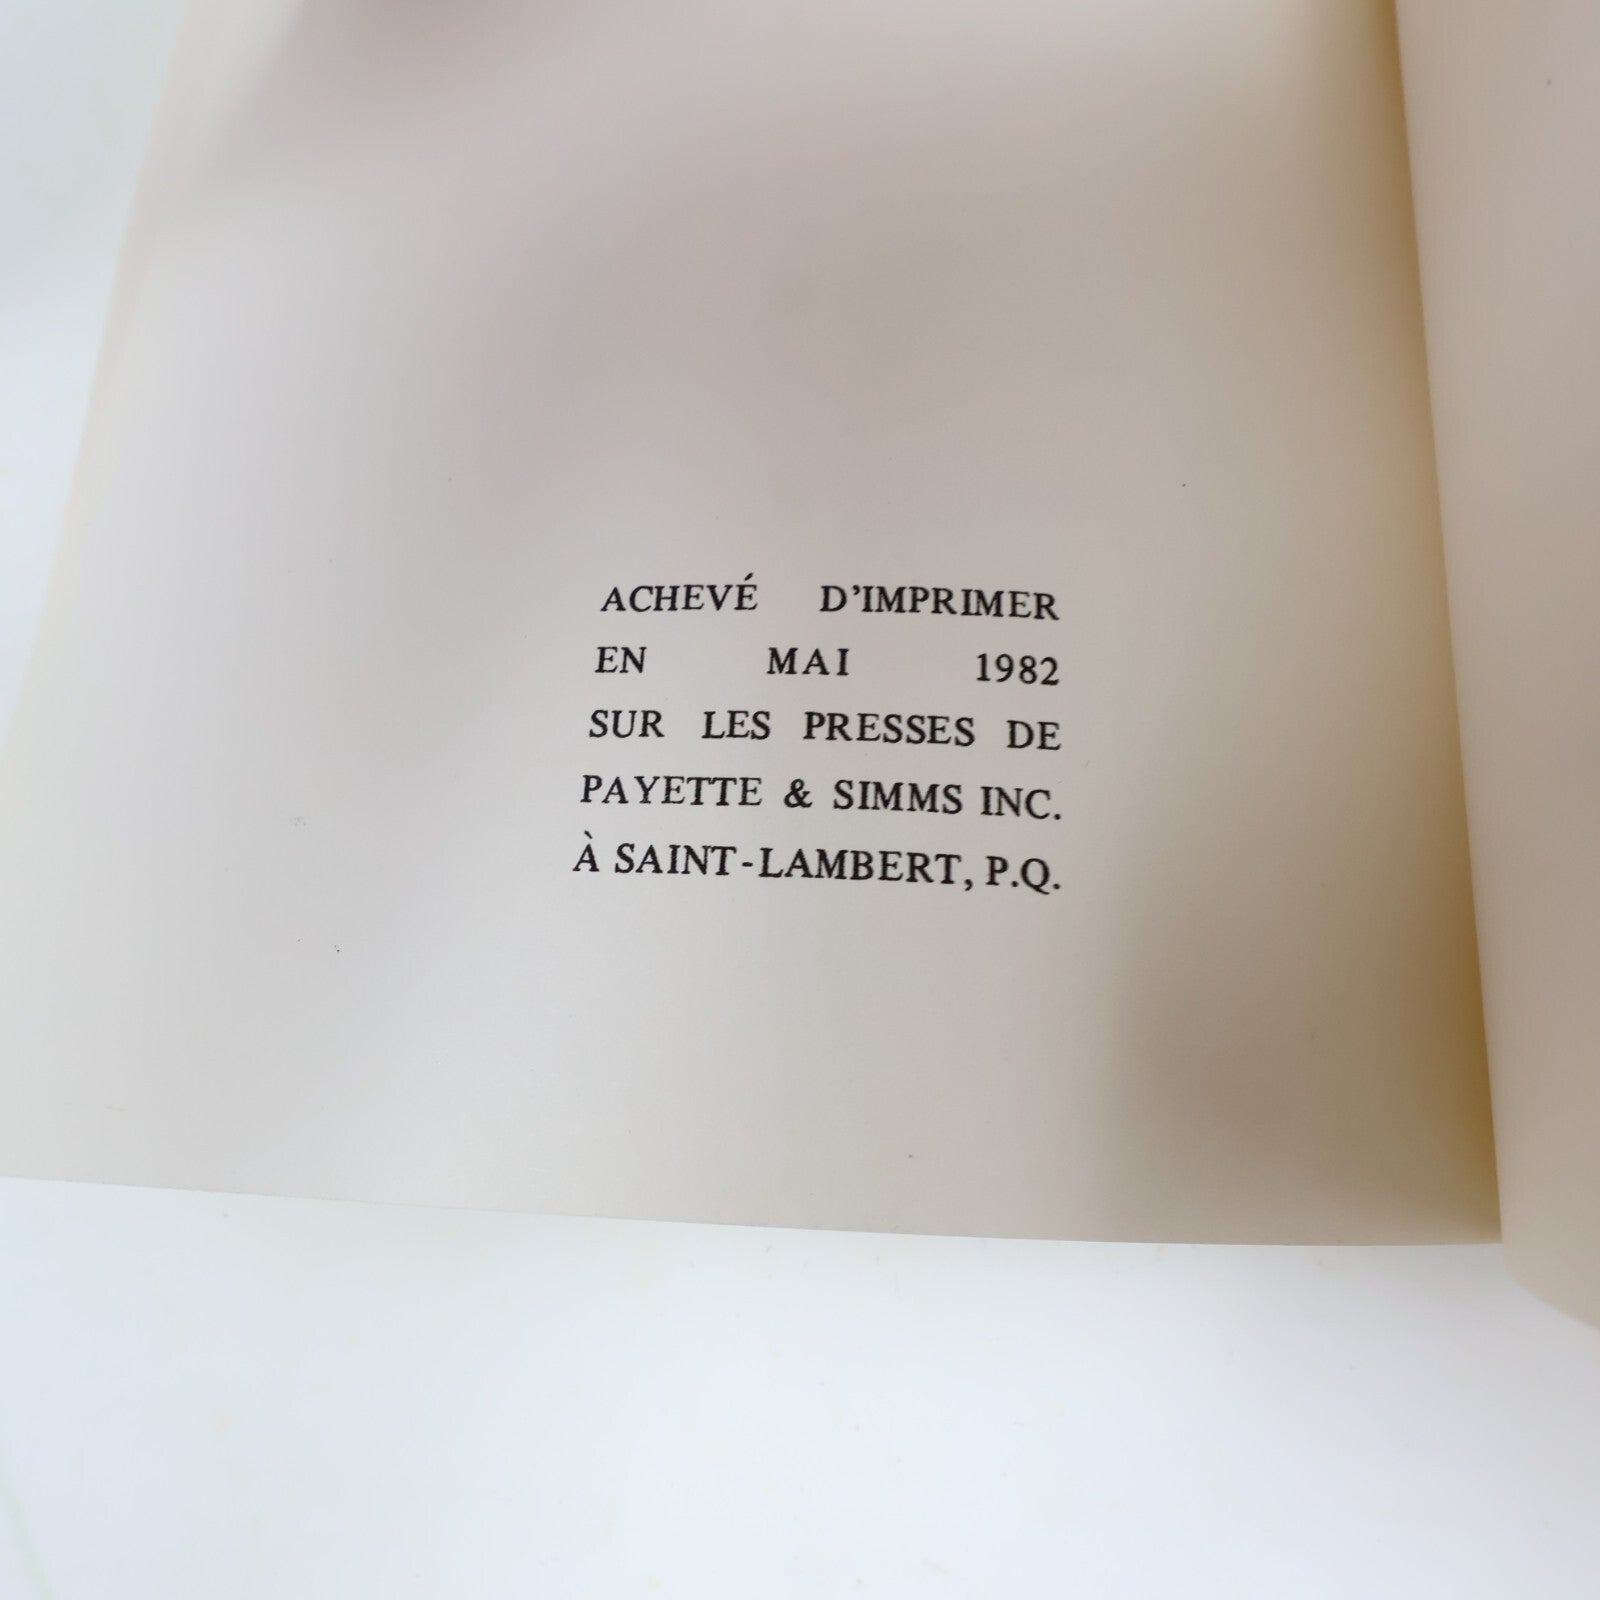 ACHEVÉ D'IMPRIMER
EN MAI 1982
SUR LES PRESSES DE
PAYETTE & SIMMS INC.
À SAINT-LAMBERT, P.Q.